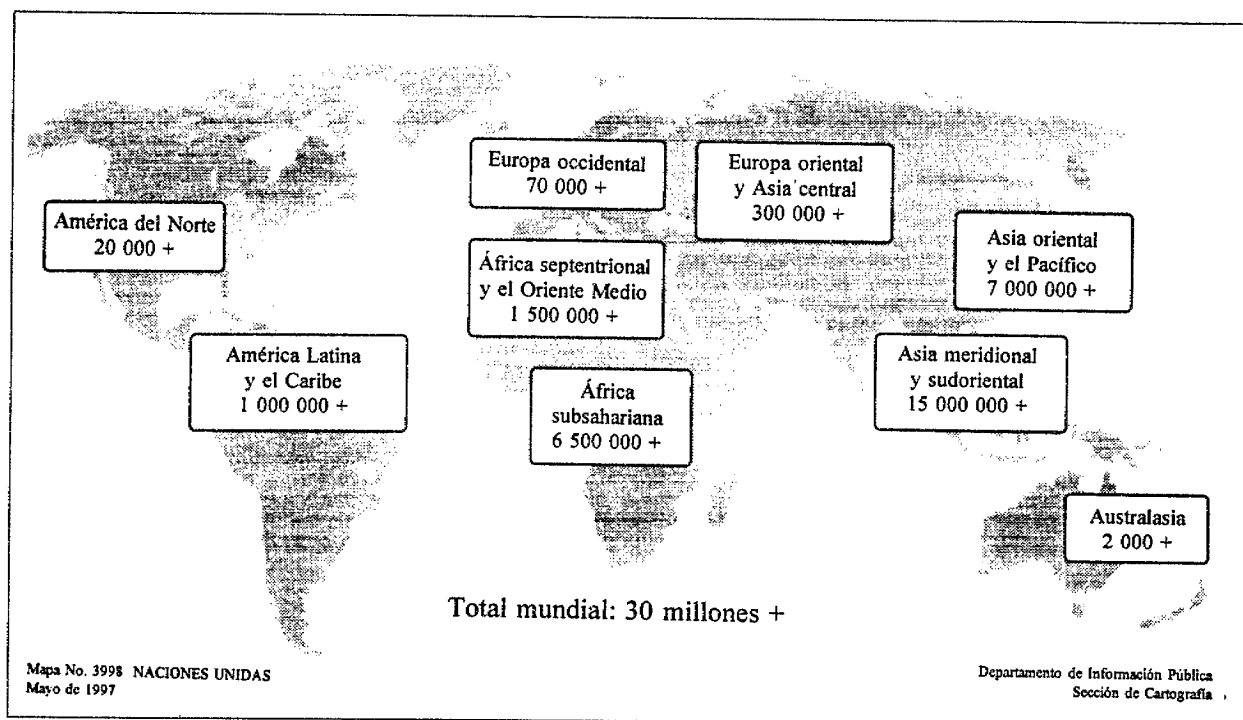 Europa occidental
70 000 +
Europa oriental
y Asia central
300 000 +
América del Norte
20 000 +
Asia oriental
y el Pacífico
7 000 000 +
África septentrional
y el Oriente Medio
1 500 000 +
América Latina
y el Caribe
1 000 000 +
Asia meridional
y sudoriental
15 000 000 +
África
subsahariana
6 500 000 +
Australasia
2 000 +
Total mundial: 30 millones +
Mapa No. 3998 NACIONES UNIDAS
Mayo de 1997
Departamento de Información Pública
Sección de Cartografía